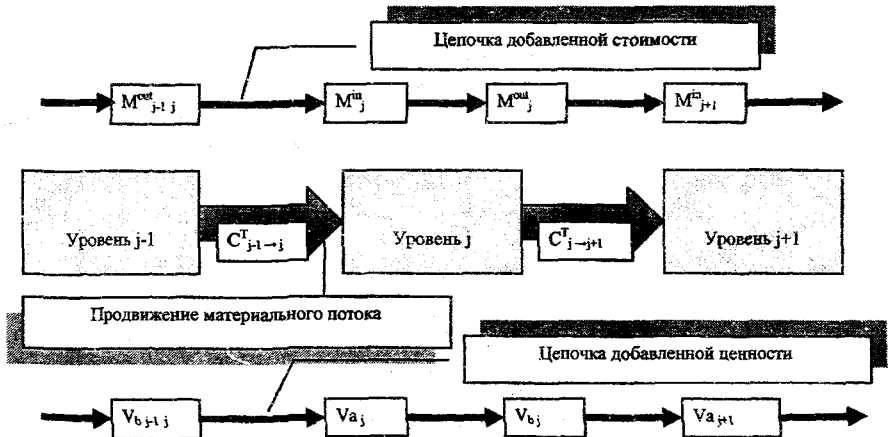 Цепочка добавленной стоимости
M^out_j-1 j
M^in_j
M^out_j
M^in_j+1
Уровень j-1
C^T_j-1→j
Уровень j
C^T_j→j+1
Уровень j+1
Продвижение материального потока
Цепочка добавленной ценности
V_b j-1 j
Va_j
V_b j
Va_j+1